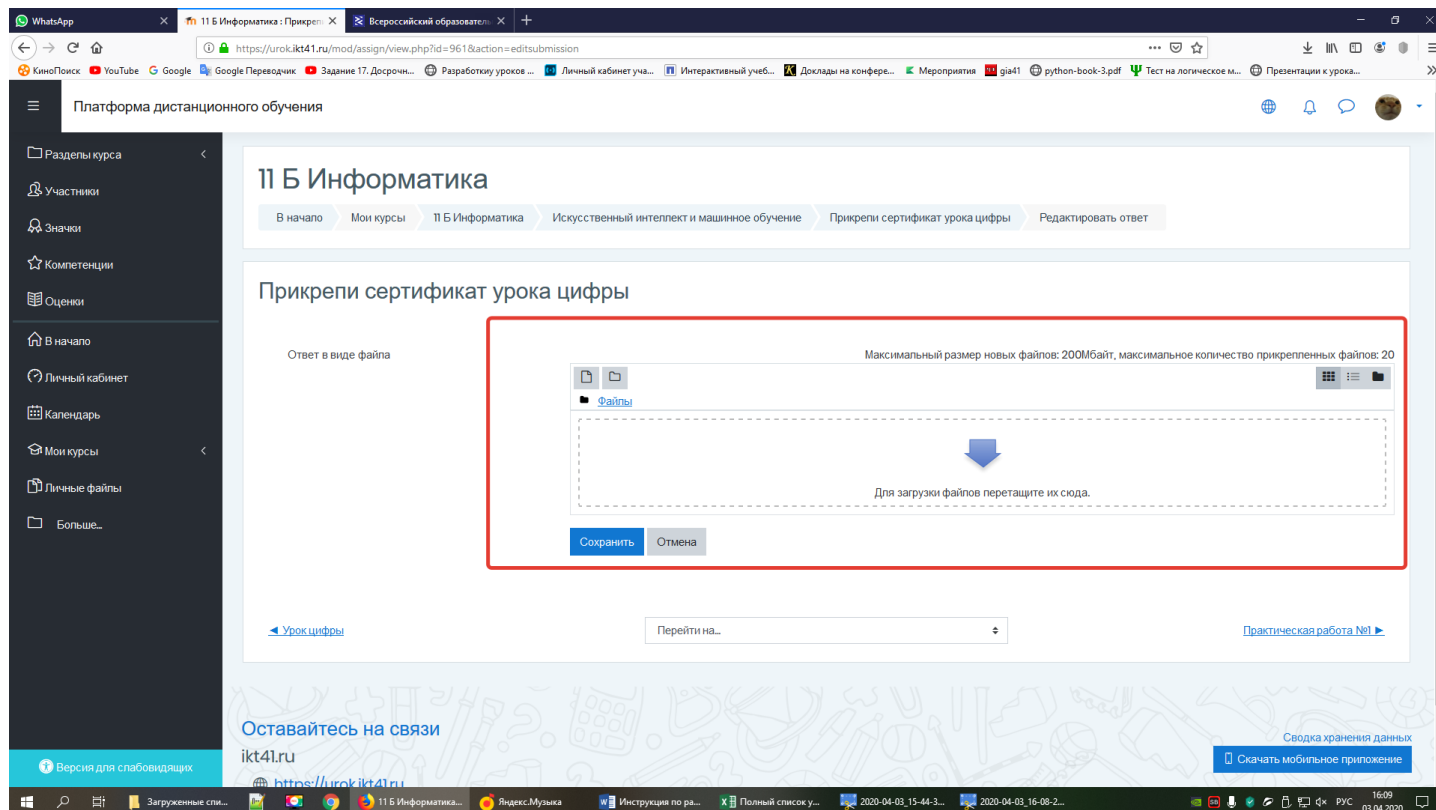 WhatsApp
11 Б Информатика : Прикреп
Всероссийский образователь
https://urok.ikt41.ru/mod/assign/view.php?id=961&action=editsubmission
КиноПоиск YouTube Google Google Переводчик Задание 17. Досрочн... Разработкиу уроков ... Личный кабинет уча... Интерактивный учеб... Доклады на конфере... Мероприятия gia41 python-book-3.pdf Тест на логическое м... Презентации к урока...
Платформа дистанционного обучения
Разделы курса
Участники
Значки
Компетенции
Оценки
В начало
Личный кабинет
Календарь
Мои курсы
Личные файлы
Больше...
Версия для слабовидящих
11 Б Информатика
В начало Мои курсы 11 Б Информатика Искусственный интеллект и машинное обучение Прикрепи сертификат урока цифры Редактировать ответ
Прикрепи сертификат урока цифры
Ответ в виде файла
Максимальный размер новых файлов: 200Мбайт, максимальное количество прикрепленных файлов: 20
Файлы
Для загрузки файлов перетащите их сюда.
Сохранить Отмена
◄ Урок цифры
Перейти на...
Практическая работа №1 ►
Оставайтесь на связи
ikt41.ru
https://urok.ikt41.ru
Сводка хранения данных
Скачать мобильное приложение
Загруженные спи... 11 Б Информатика... Яндекс.Музыка Инструкция по ра... Полный список у... 2020-04-03_15-44-3... 2020-04-03_16-08-2... РУС 16:09
03.04.2020